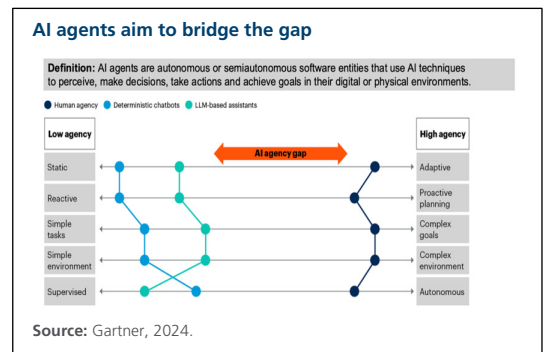 AI agents aim to bridge the gap
Definition: AI agents are autonomous or semiautonomous software entities that use AI techniques
to perceive, make decisions, take actions and achieve goals in their digital or physical environments.
Human agency Deterministic chatbots LLM-based assistants
Low agency
High agency
AI agency gap
Static
Adaptive
Reactive
Proactive
planning
Simple
tasks
Complex
goals
Simple
environment
Complex
environment
Supervised
Autonomous
Source: Gartner, 2024.